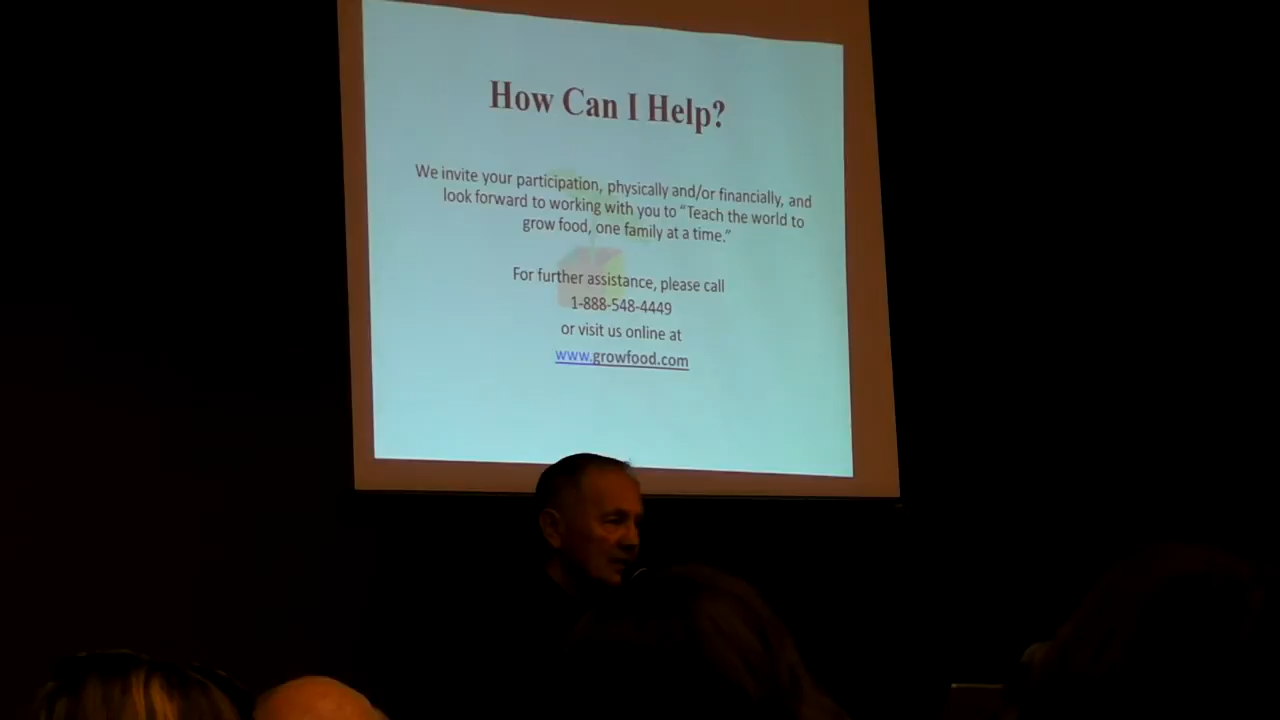 How Can I Help?
We invite your participation, physically and/or financially, and
look forward to working with you to “Teach the world to
grow food, one family at a time.”
For further assistance, please call
1-888-548-4449
or visit us online at
www.growfood.com